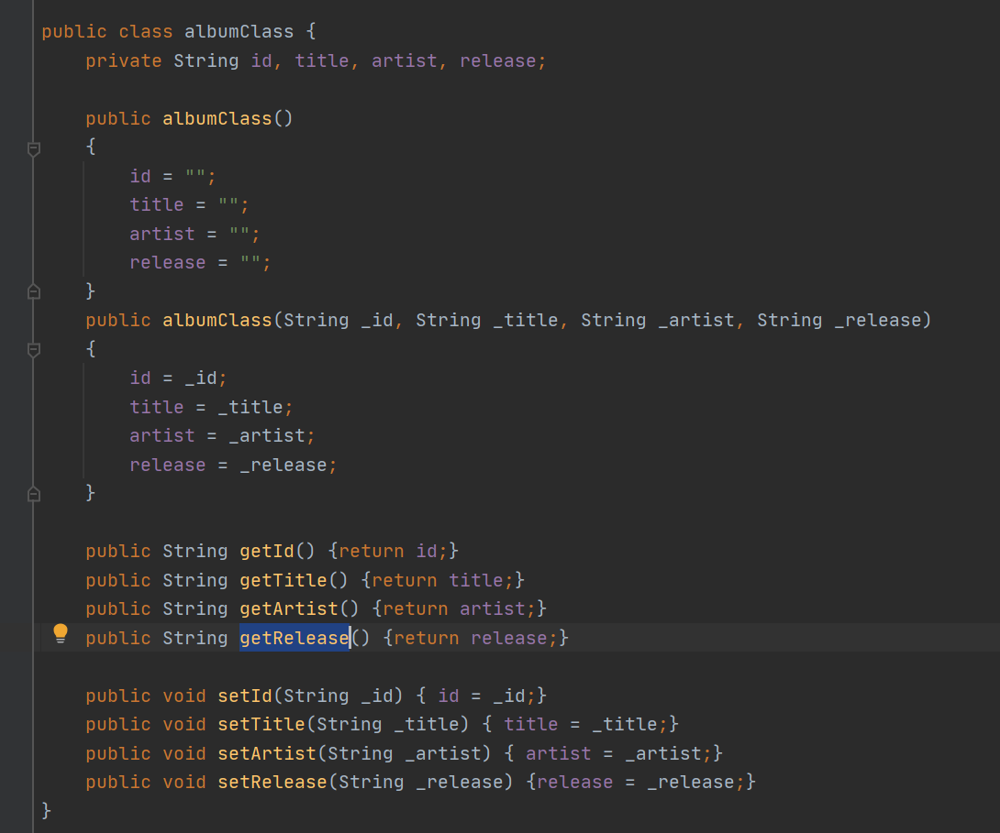 public class albumClass {
    private String id, title, artist, release;

    public albumClass()
    {
        id = "";
        title = "";
        artist = "";
        release = "";
    }
    public albumClass(String _id, String _title, String _artist, String _release)
    {
        id = _id;
        title = _title;
        artist = _artist;
        release = _release;
    }

    public String getId() {return id;}
    public String getTitle() {return title;}
    public String getArtist() {return artist;}
    public String getRelease() {return release;}

    public void setId(String _id) { id = _id;}
    public void setTitle(String _title) { title = _title;}
    public void setArtist(String _artist) { artist = _artist;}
    public void setRelease(String _release) {release = _release;}
}